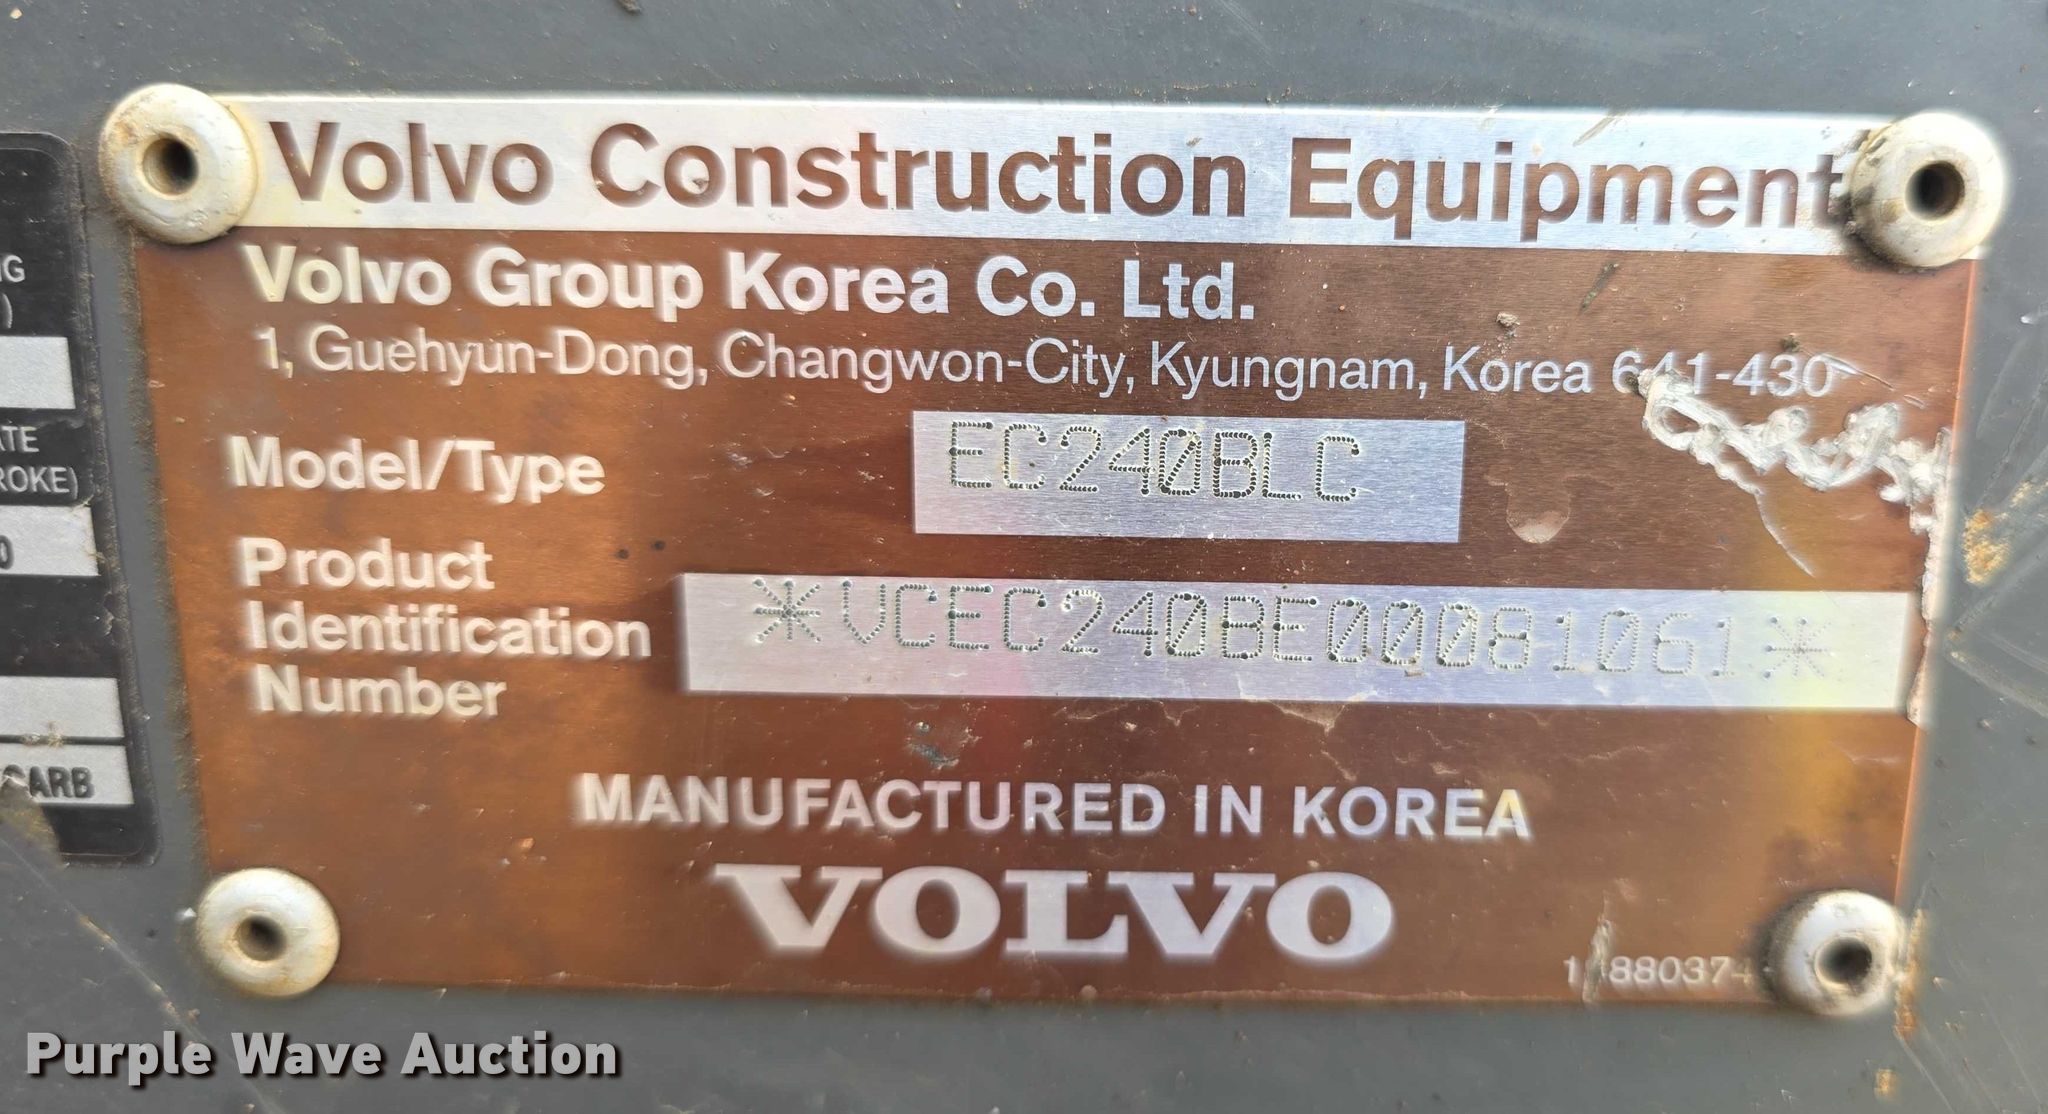 Volvo Construction Equipment
Volvo Group Korea Co. Ltd.
1, Guehyun-Dong, Changwon-City, Kyungnam, Korea 641-430
Model/Type EC240BLC
Product
Identification
Number
*VCEC240BE00081061*
MANUFACTURED IN KOREA
VOLVO
CARB
Purple Wave Auction